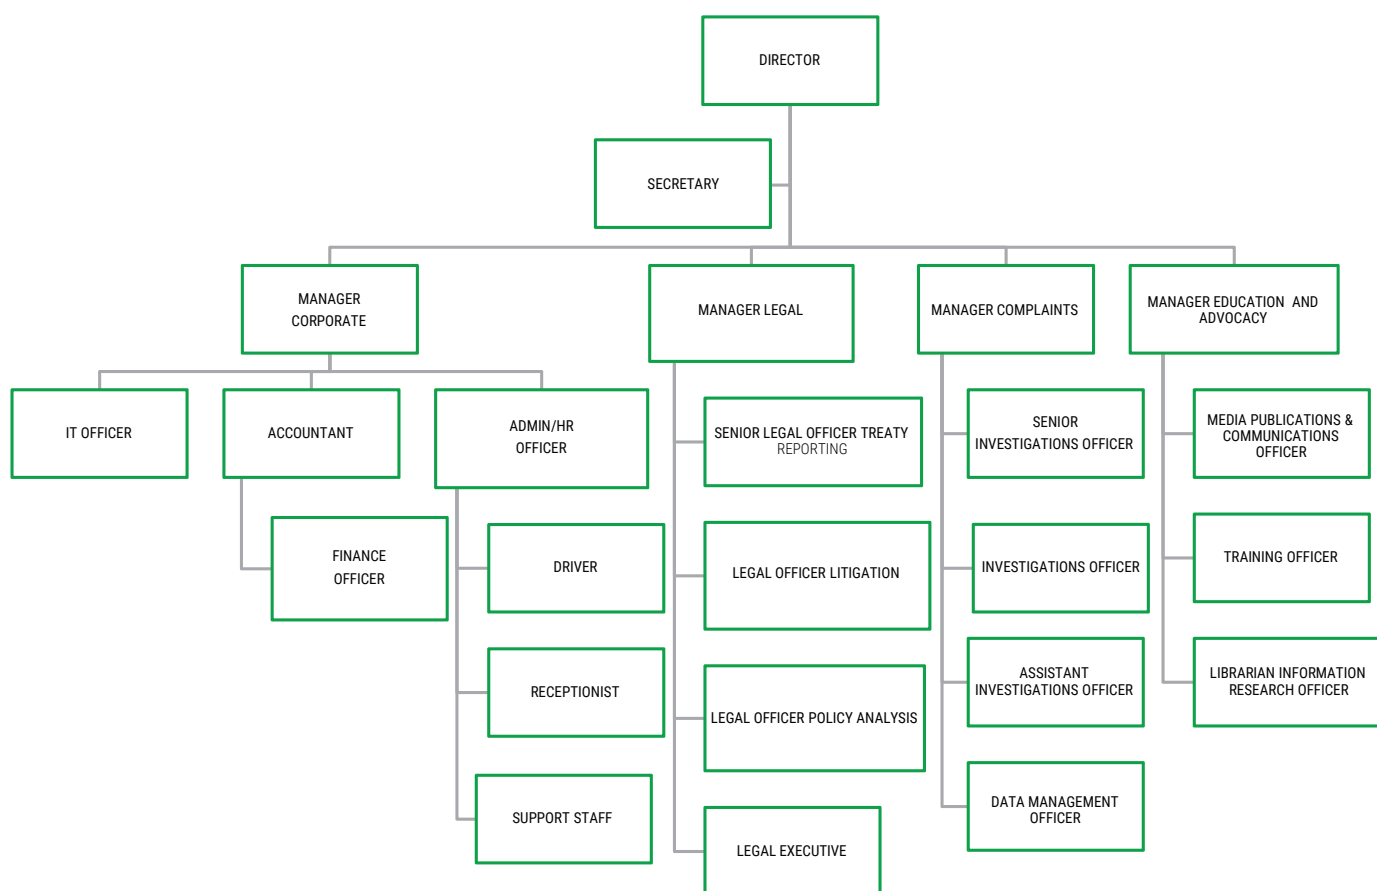 DIRECTOR
SECRETARY
MANAGER
CORPORATE
MANAGER LEGAL
MANAGER COMPLAINTS
MANAGER EDUCATION AND
ADVOCACY
IT OFFICER
ACCOUNTANT
ADMIN/HR
OFFICER
SENIOR LEGAL OFFICER TREATY
REPORTING
SENIOR
INVESTIGATIONS OFFICER
MEDIA PUBLICATIONS &
COMMUNICATIONS
OFFICER
FINANCE
OFFICER
DRIVER
LEGAL OFFICER LITIGATION
INVESTIGATIONS OFFICER
TRAINING OFFICER
RECEPTIONIST
LEGAL OFFICER POLICY ANALYSIS
ASSISTANT
INVESTIGATIONS OFFICER
LIBRARIAN INFORMATION
RESEARCH OFFICER
SUPPORT STAFF
LEGAL EXECUTIVE
DATA MANAGEMENT
OFFICER